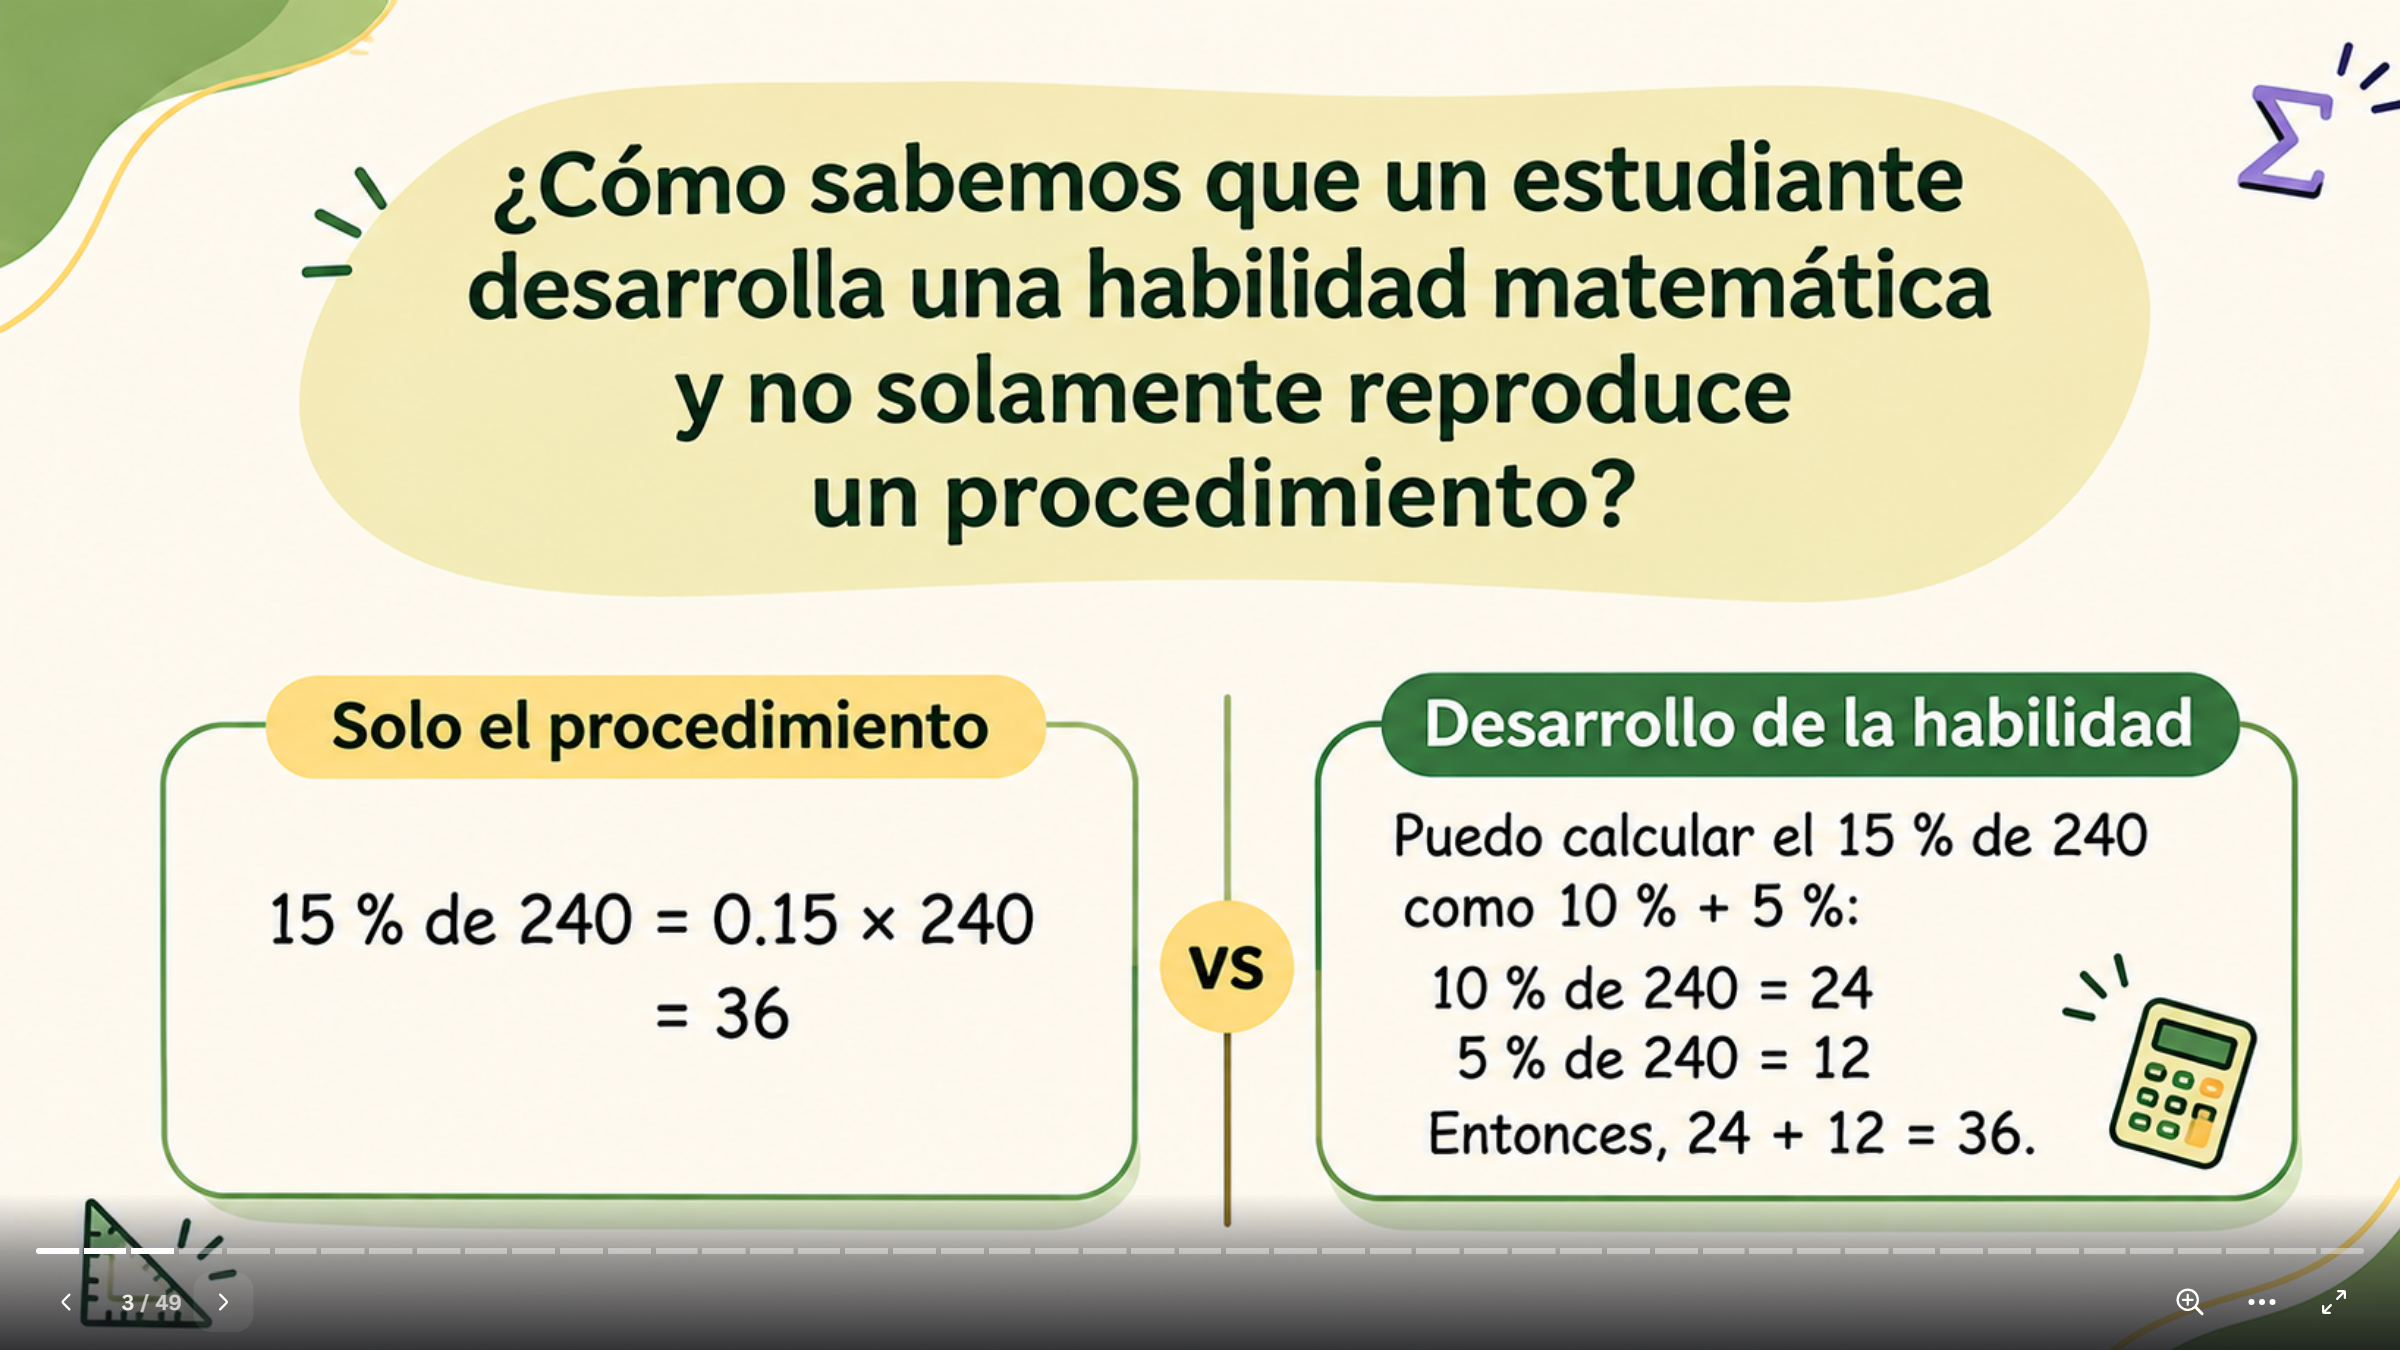 ¿Cómo sabemos que un estudiante
desarrolla una habilidad matemática
y no solamente reproduce
un procedimiento?
Σ
Solo el procedimiento
15 % de 240 = 0.15 × 240
= 36
VS
Desarrollo de la habilidad
Puedo calcular el 15 % de 240
como 10 % + 5 %:
10 % de 240 = 24
5 % de 240 = 12
Entonces, 24 + 12 = 36.
3 / 49